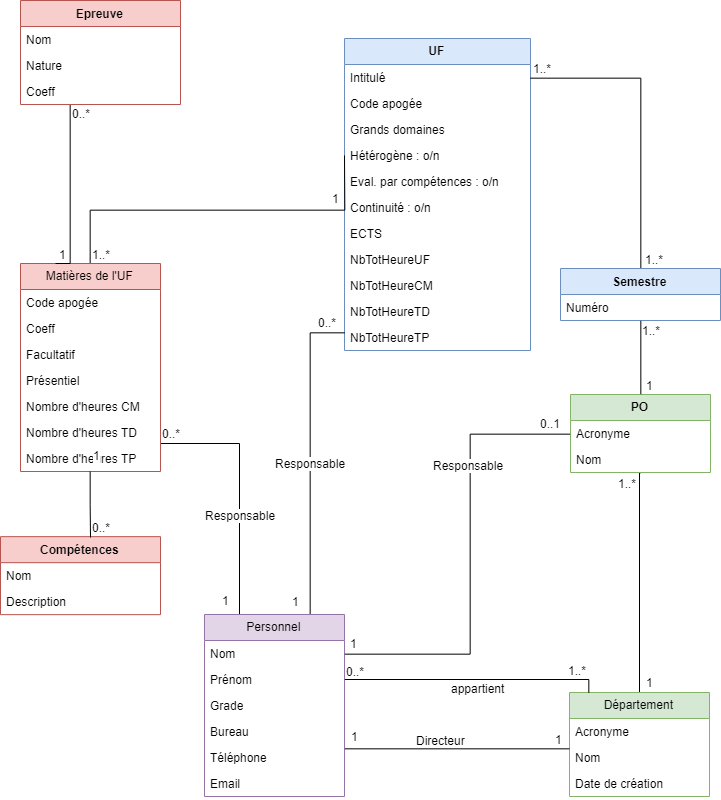 Epreuve
Nom
Nature
Coeff
0..*
UF
Intitulé
Code apogée
Grands domaines
Hétérogène : o/n
Eval. par compétences : o/n
Continuité : o/n
ECTS
NbTotHeureUF
NbTotHeureCM
NbTotHeureTD
NbTotHeureTP
1..*
1
0..*
1
1..*
Matières de l'UF
Code apogée
Coeff
Facultatif
Présentiel
Nombre d'heures CM
Nombre d'heures TD
Nombre d'heures TP
1
0..*
0..*
1..*
Semestre
Numéro
1..*
1
PO
Acronyme
Nom
0..1
1..*
Responsable
Responsable
Responsable
Compétences
Nom
Description
1
1
Personnel
Nom
Prénom
Grade
Bureau
Téléphone
Email
1
0..*
1..*
appartient
1
Directeur
1
1
Département
Acronyme
Nom
Date de création